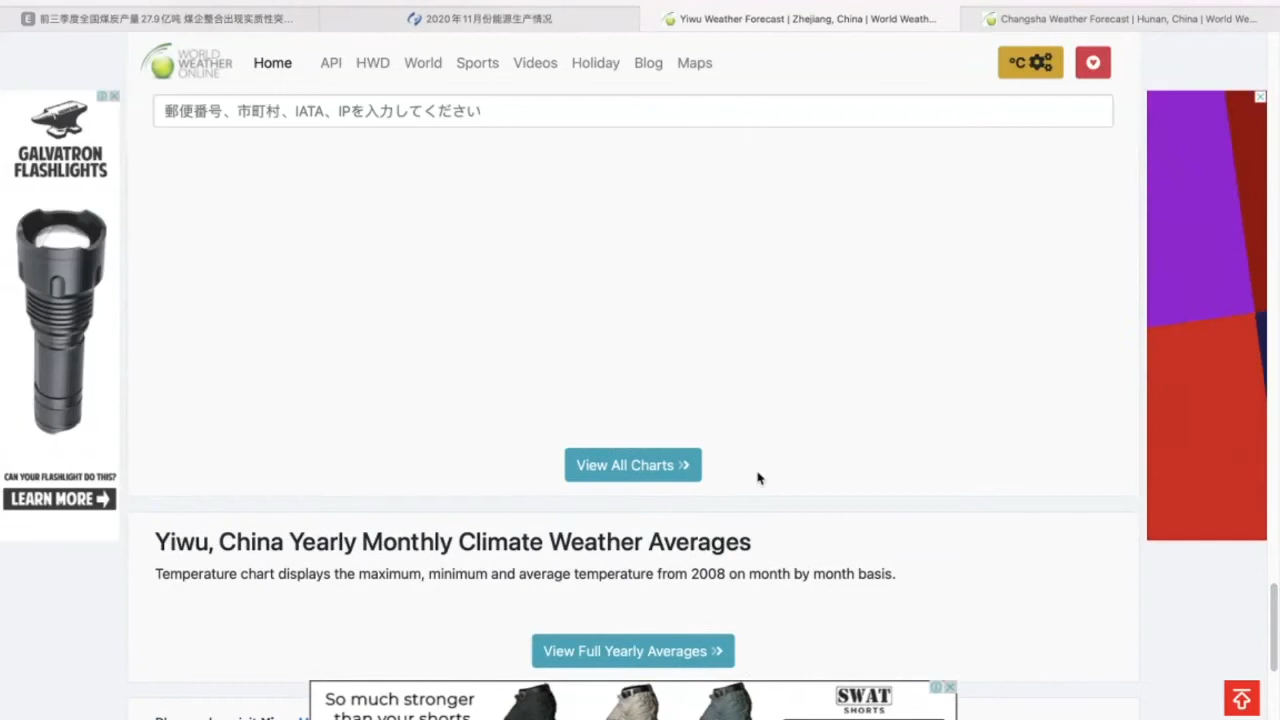 前三季度全国煤炭产量27.9亿吨 煤企整合出现实质性突...
2020年11月份能源生产情况
Yiwu Weather Forecast | Zhejiang, China | World Weath...
Changsha Weather Forecast | Hunan, China | World We...
WORLD
WEATHER
ONLINE
Home
API
HWD
World
Sports
Videos
Holiday
Blog
Maps
°C
郵便番号、市町村、IATA、IPを入力してください
GALVATRON
FLASHLIGHTS
CAN YOUR FLASHLIGHT DO THIS?
LEARN MORE
View All Charts
Yiwu, China Yearly Monthly Climate Weather Averages
Temperature chart displays the maximum, minimum and average temperature from 2008 on month by month basis.
View Full Yearly Averages
So much stronger
than your shorts
SWAT
SHORTS